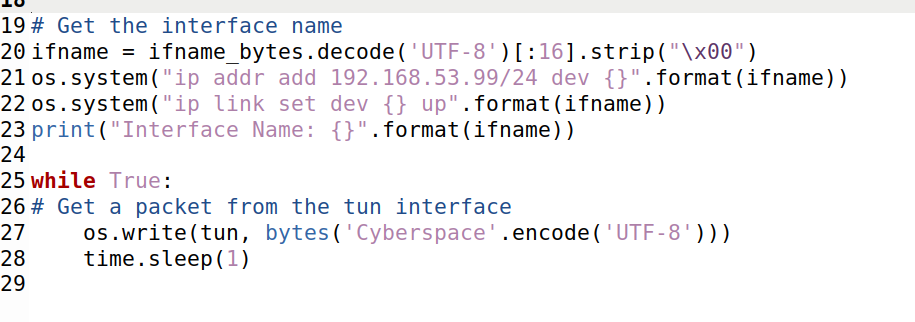 18
19 # Get the interface name
20 ifname = ifname_bytes.decode('UTF-8')[:16].strip("\x00")
21 os.system("ip addr add 192.168.53.99/24 dev {}".format(ifname))
22 os.system("ip link set dev {} up".format(ifname))
23 print("Interface Name: {}".format(ifname))
24
25 while True:
26 # Get a packet from the tun interface
27     os.write(tun, bytes('Cyberspace'.encode('UTF-8')))
28     time.sleep(1)
29